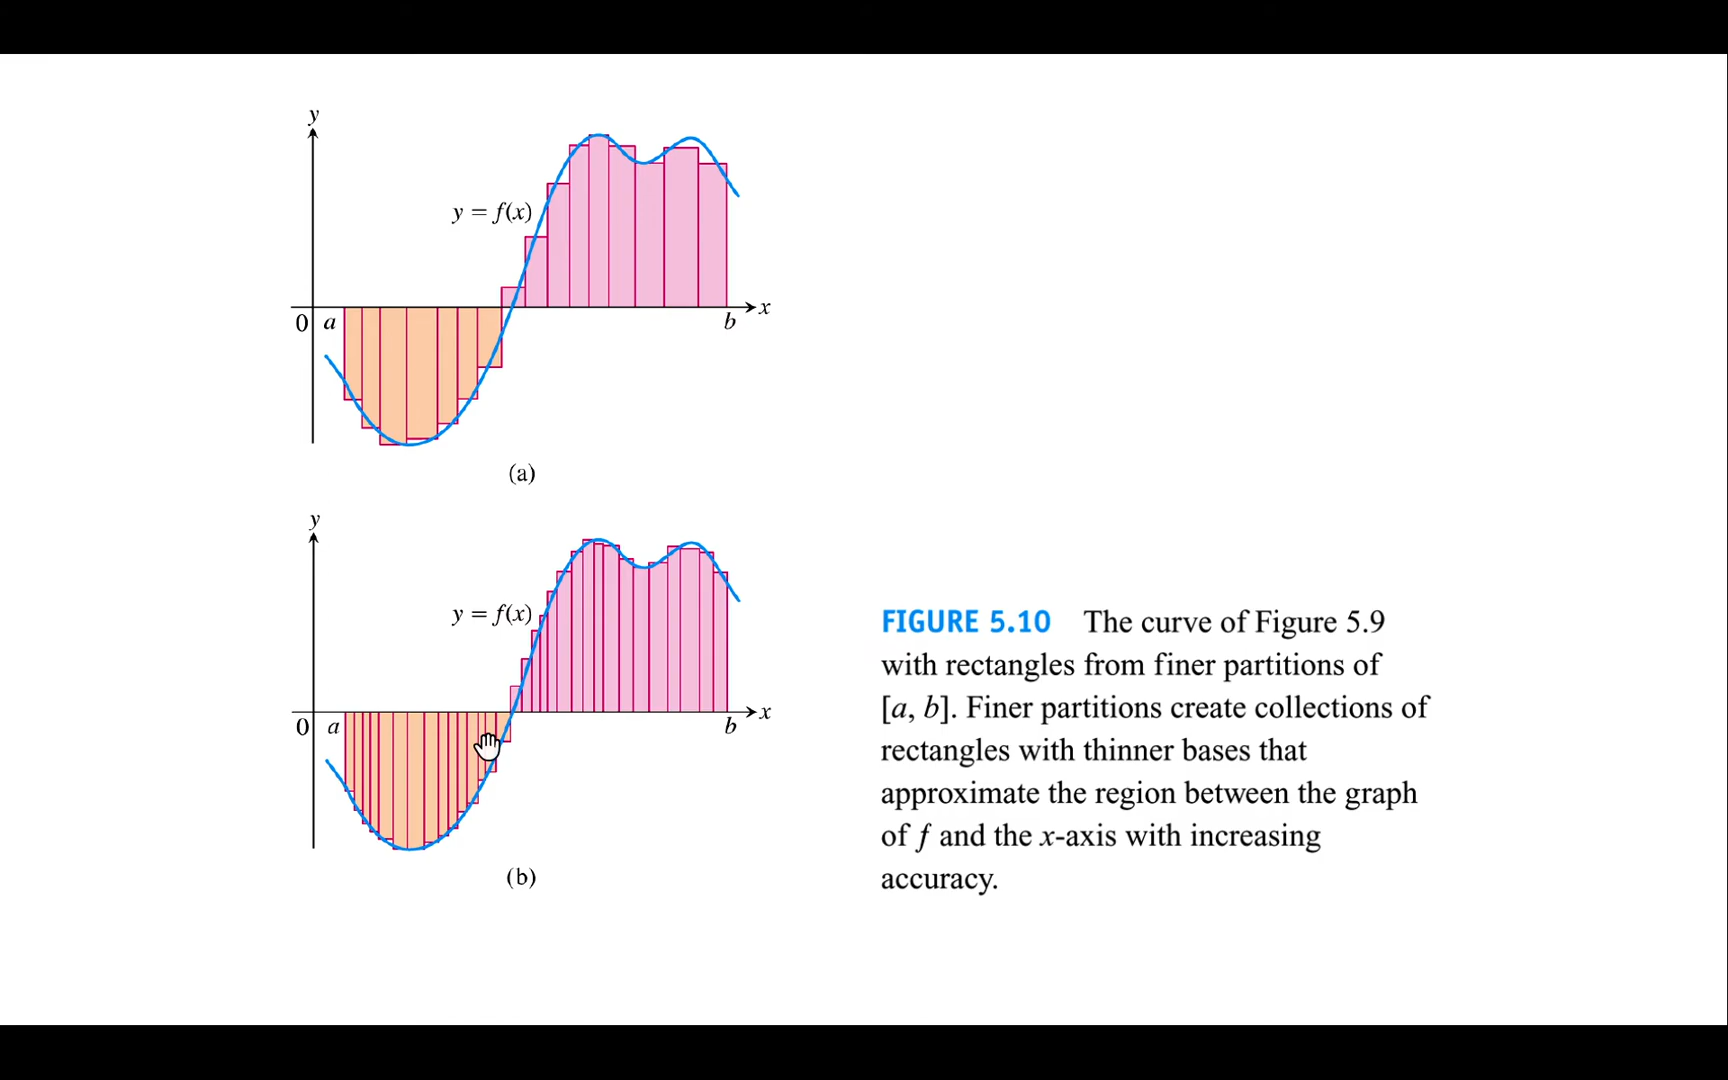 y
y = f(x)
0 a b x
(a)
y
y = f(x)
0 a b x
(b)
FIGURE 5.10 The curve of Figure 5.9
with rectangles from finer partitions of
[a, b]. Finer partitions create collections of
rectangles with thinner bases that
approximate the region between the graph
of f and the x-axis with increasing
accuracy.